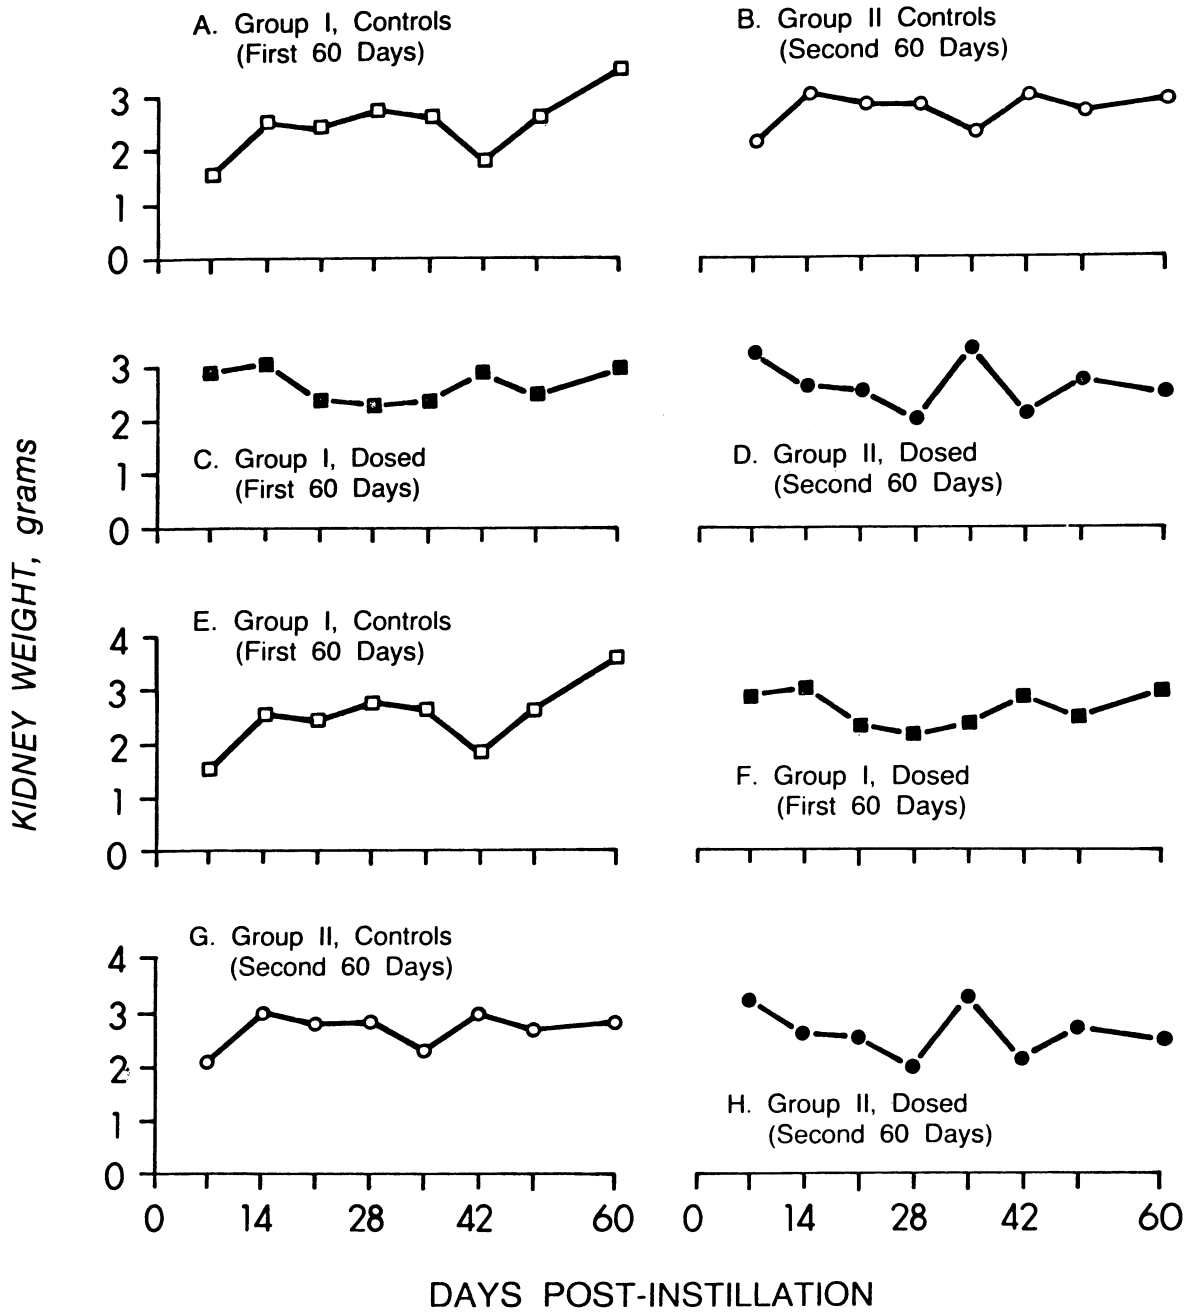 A. Group I, Controls
(First 60 Days)
B. Group II Controls
(Second 60 Days)
3
2
1
0
3
2
1
0
C. Group I, Dosed
(First 60 Days)
D. Group II, Dosed
(Second 60 Days)
KIDNEY WEIGHT, grams
E. Group I, Controls
(First 60 Days)
4
3
2
1
0
F. Group I, Dosed
(First 60 Days)
G. Group II, Controls
(Second 60 Days)
4
3
2
1
0
H. Group II, Dosed
(Second 60 Days)
0 14 28 42 60
0 14 28 42 60
DAYS POST-INSTILLATION